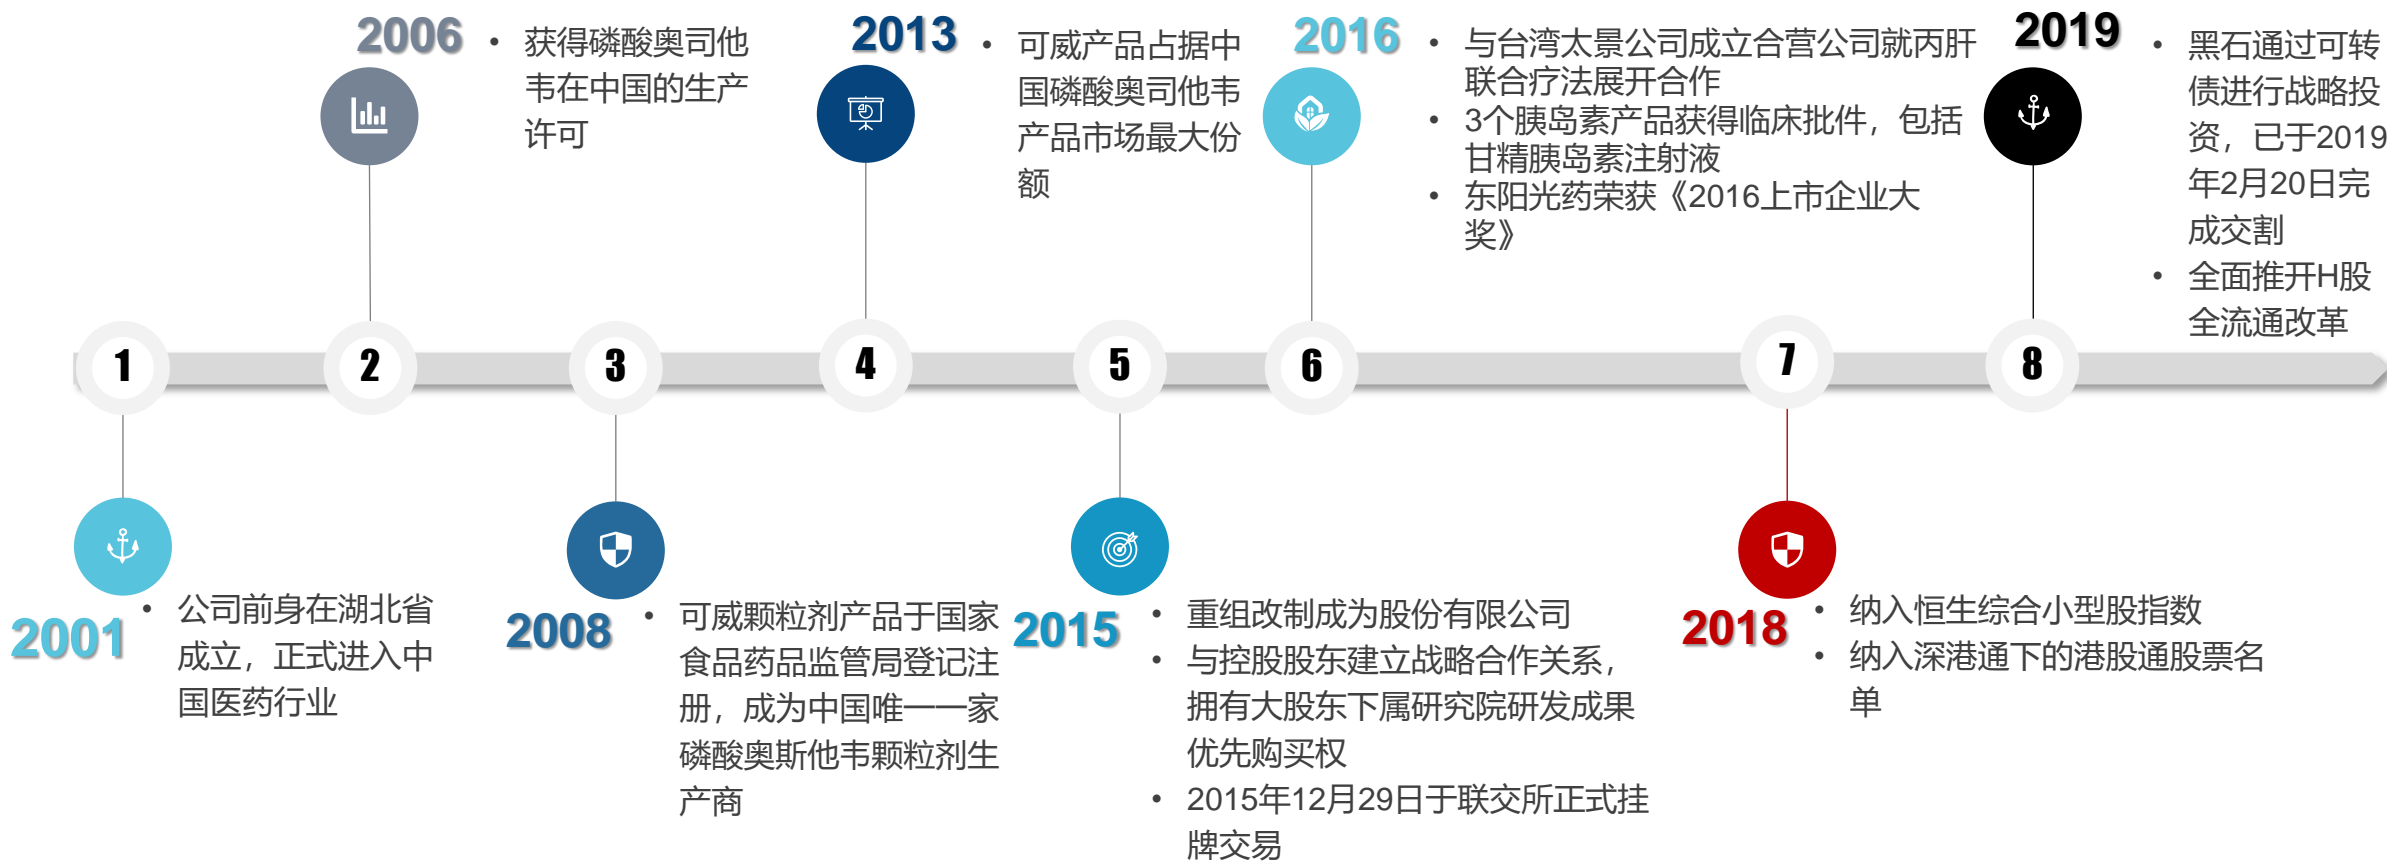 2006
• 获得磷酸奥司他
韦在中国的生产
许可
2013
• 可威产品占据中
国磷酸奥司他韦
产品市场最大份
额
2016
• 与台湾太景公司成立合营公司就丙肝
联合疗法展开合作
• 3个胰岛素产品获得临床批件，包括
甘精胰岛素注射液
• 东阳光药荣获《2016上市企业大
奖》
2019
• 黑石通过可转
债进行战略投
资，已于2019
年2月20日完
成交割
• 全面推开H股
全流通改革
1
2
3
4
5
6
7
8
2001
• 公司前身在湖北省
成立，正式进入中
国医药行业
2008
• 可威颗粒剂产品于国家
食品药品监管局登记注
册，成为中国唯一一家
磷酸奥斯他韦颗粒剂生
产商
2015
• 重组改制成为股份有限公司
• 与控股股东建立战略合作关系，
拥有大股东下属研究院研发成果
优先购买权
• 2015年12月29日于联交所正式挂
牌交易
2018
• 纳入恒生综合小型股指数
• 纳入深港通下的港股通股票名
单